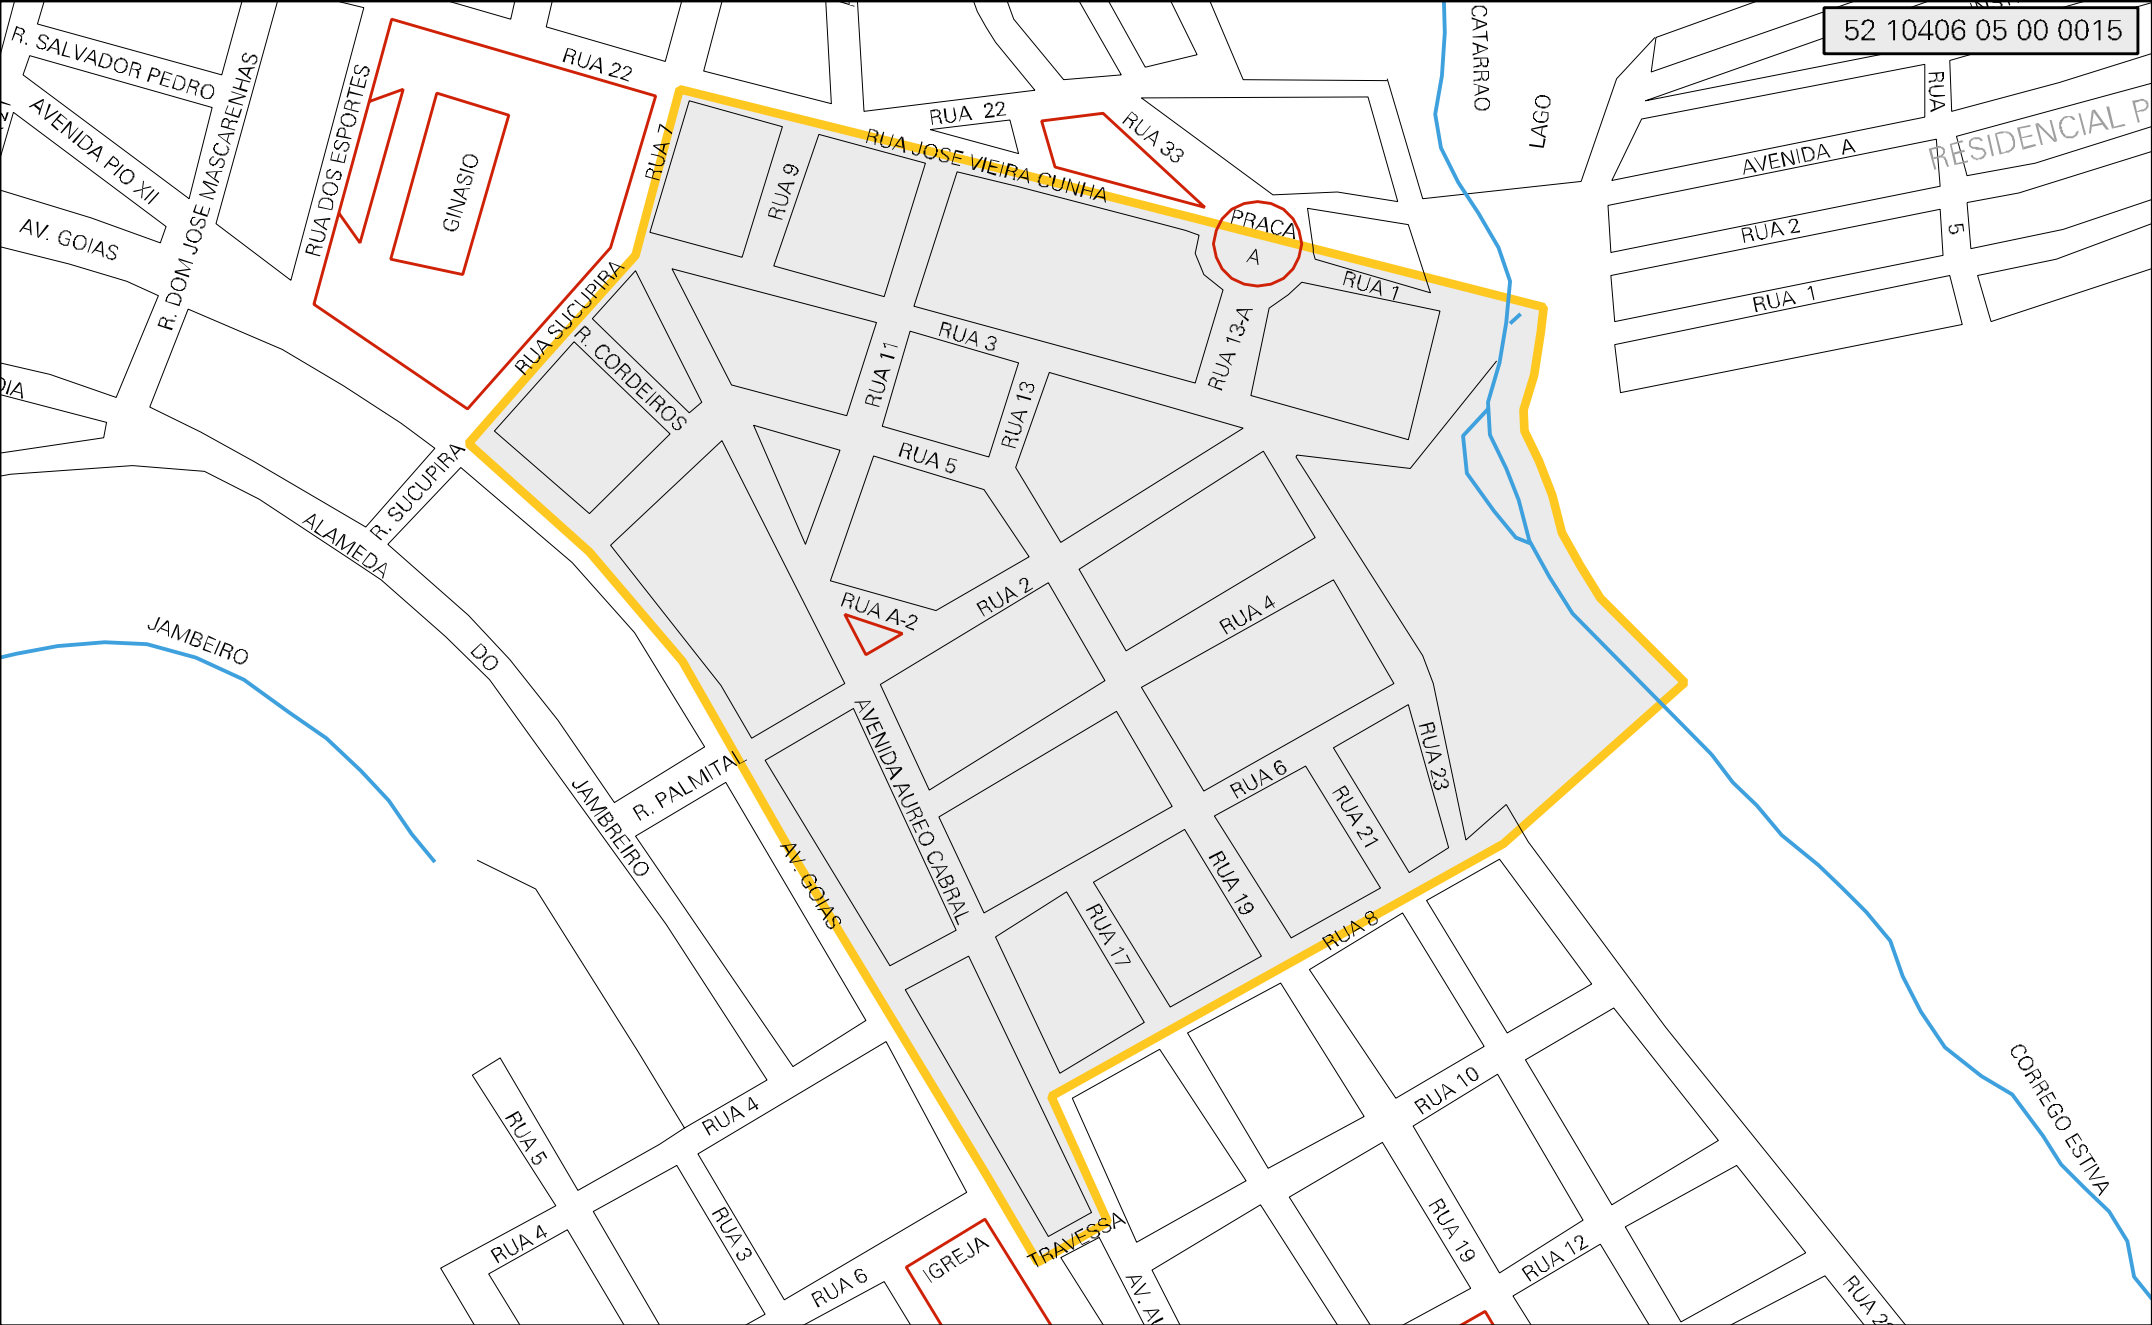 52 10406 05 00 0015
R. SALVADOR PEDRO
AVENIDA PIO XII
AV. GOIAS
R. DOM JOSE MASCARENHAS
RUA DOS ESPORTES
GINASIO
RUA 22
RUA 7
RUA 9
RUA JOSE VIEIRA CUNHA
RUA 22
RUA 33
PRACA
A
RUA 1
CATARRAO
LAGO
RUA
5
AVENIDA A
RESIDENCIAL P
RUA 2
RUA 1
RUA SUCUPIRA
R. CORDEIROS
RUA 11
RUA 3
RUA 13
RUA 13-A
RUA 5
R. SUCUPIRA
ALAMEDA
DO
JAMBREIRO
JAMBEIRO
RUA A-2
RUA 2
RUA 4
RUA 6
RUA 23
RUA 21
RUA 19
RUA 17
RUA 8
AVENIDA AUREO CABRAL
R. PALMITAL
AV. GOIAS
RUA 4
RUA 5
RUA 4
RUA 3
RUA 6
IGREJA
TRAVESSA
RUA 10
RUA 19
RUA 12
CORREGO ESTIVA